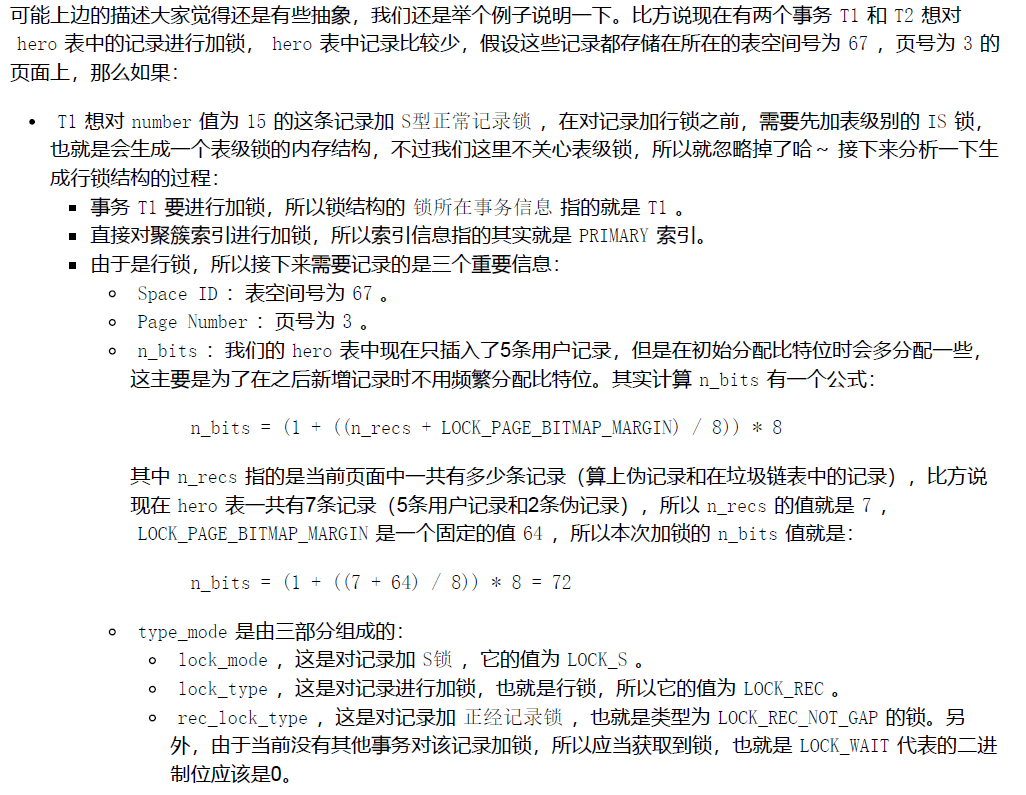 可能上边的描述大家觉得还是有些抽象，我们还是举个例子说明一下。比方说现在有两个事务 T1 和 T2 想对
hero 表中的记录进行加锁， hero 表中记录比较少，假设这些记录都存储在所在的表空间号为 67 ，页号为 3 的
页面上，那么如果：
• T1 想对 number 值为 15 的这条记录加 S型正常记录锁 ，在对记录加行锁之前，需要先加表级别的 IS 锁，
也就是会生成一个表级锁的内存结构，不过我们这里不关心表级锁，所以就忽略掉了哈～ 接下来分析一下生
成行锁结构的过程：
▪ 事务 T1 要进行加锁，所以锁结构的 锁所在事务信息 指的就是 T1 。
▪ 直接对聚簇索引进行加锁，所以索引信息指的其实就是 PRIMARY 索引。
▪ 由于是行锁，所以接下来需要记录的是三个重要信息：
◦ Space ID ：表空间号为 67 。
◦ Page Number ：页号为 3 。
◦ n_bits ：我们的 hero 表中现在只插入了5条用户记录，但是在初始分配比特位时会多分配一些，
这主要是为了在之后新增记录时不用频繁分配比特位。其实计算 n_bits 有一个公式：
n_bits = (1 + ((n_recs + LOCK_PAGE_BITMAP_MARGIN) / 8)) * 8
其中 n_recs 指的是当前页面中一共有多少条记录（算上伪记录和在垃圾链表中的记录），比方说
现在 hero 表一共有7条记录（5条用户记录和2条伪记录），所以 n_recs 的值就是 7 ，
LOCK_PAGE_BITMAP_MARGIN 是一个固定的值 64 ，所以本次加锁的 n_bits 值就是：
n_bits = (1 + ((7 + 64) / 8)) * 8 = 72
◦ type_mode 是由三部分组成的：
◦ lock_mode ，这是对记录加 S锁 ，它的值为 LOCK_S 。
◦ lock_type ，这是对记录进行加锁，也就是行锁，所以它的值为 LOCK_REC 。
◦ rec_lock_type ，这是对记录加 正经记录锁 ，也就是类型为 LOCK_REC_NOT_GAP 的锁。另
外，由于当前没有其他事务对该记录加锁，所以应当获取到锁，也就是 LOCK_WAIT 代表的二进
制位应该是0。